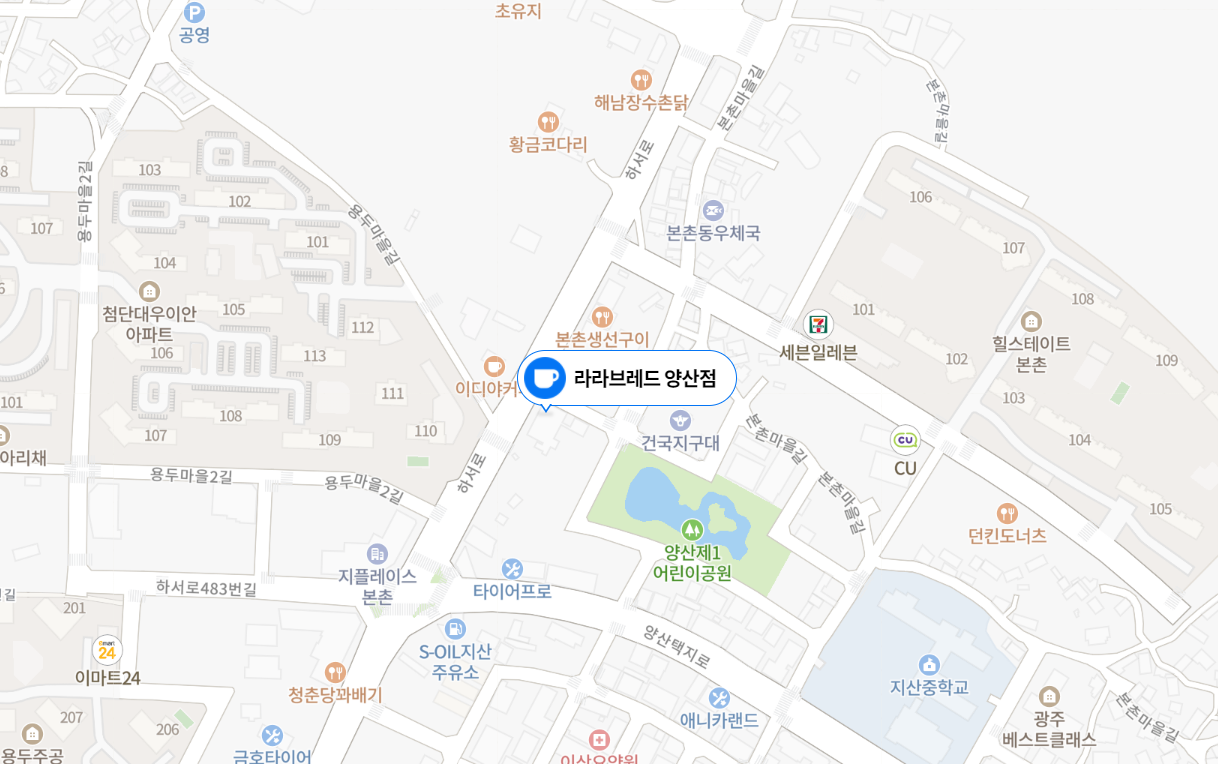 초유지
P
공영
해남장수촌닭
본촌마을길
본촌마을길
황금코다리
하서로
103
102
용두마을2길
107
101
용두마을길
본촌동우체국
106
107
104
108
첨단대우이안
아파트
105
112
본촌생선구이
101
세븐일레븐
힐스테이트
본촌
106
113
102
109
이디야커
라라브레드 양산점
111
103
101
108
110
건국지구대
본촌마을길
cu
CU
104
107
109
아리채
용두마을2길
용두마을2길
하서로
본촌마을길
105
던킨도너츠
양산제1
어린이공원
지플레이스
본촌
타이어프로
하서로483번길
201
24
이마트24
S-OIL지산
주유소
양산택지로
청춘당꽈배기
지산중학교
애니카랜드
207
206
광주
베스트클래스
본촌마을길
용두주공
금호타이어